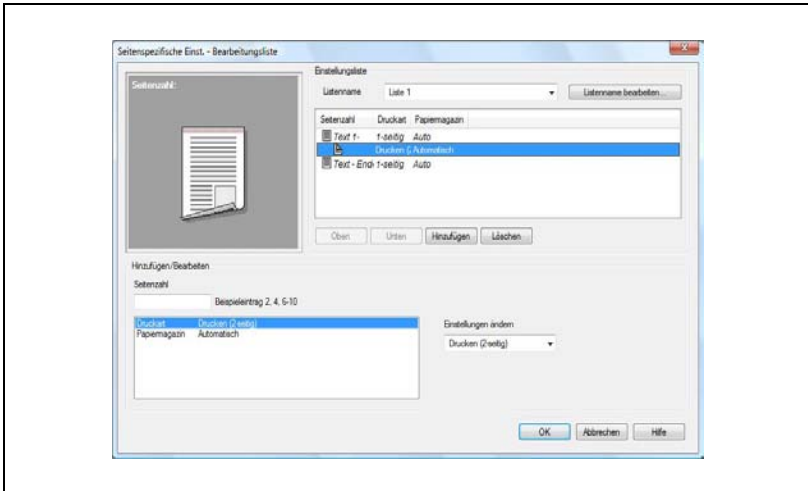 Seitenspezifische Einst. - Bearbeitungsliste
Seitenzahl:
Einstellungsliste
Listenname Liste 1 Listenname bearbeiten...
Seitenzahl Druckart Papiermagazin
Text 1- 1-seitig Auto
Drucken (2 Automatisch
Text - Ende 1-seitig Auto
Oben Unten Hinzufügen Löschen
Hinzufügen/Bearbeiten
Seitenzahl
Beispieleintrag 2, 4, 6-10
Druckart Drucken (2-seitig)
Papiermagazin Automatisch
Einstellungen ändern
Drucken (2-seitig)
OK Abbrechen Hilfe